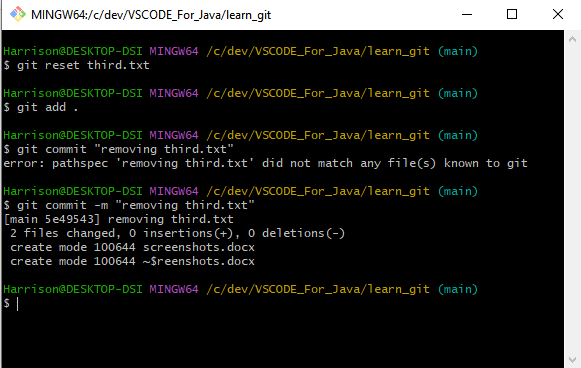 MINGW64:/c/dev/VSCODE_For_Java/learn_git
Harrison@DESKTOP-DSI MINGW64 /c/dev/VSCODE_For_Java/learn_git (main)
$ git reset third.txt
Harrison@DESKTOP-DSI MINGW64 /c/dev/VSCODE_For_Java/learn_git (main)
$ git add .
Harrison@DESKTOP-DSI MINGW64 /c/dev/VSCODE_For_Java/learn_git (main)
$ git commit "removing third.txt"
error: pathspec 'removing third.txt' did not match any file(s) known to git
Harrison@DESKTOP-DSI MINGW64 /c/dev/VSCODE_For_Java/learn_git (main)
$ git commit -m "removing third.txt"
[main 5e49543] removing third.txt
 2 files changed, 0 insertions(+), 0 deletions(-)
 create mode 100644 screenshots.docx
 create mode 100644 ~$reenshots.docx
Harrison@DESKTOP-DSI MINGW64 /c/dev/VSCODE_For_Java/learn_git (main)
$